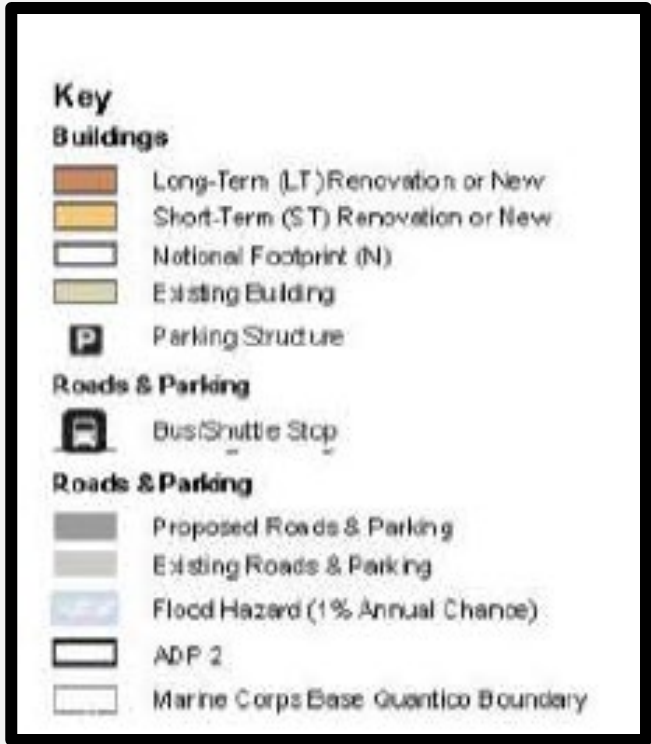 Key
Buildings
Long-Term (LT) Renovation or New
Short-Term (ST) Renovation or New
Notional Footprint (N)
Existing Building
P
Parking Structure
Roads & Parking
Bus/Shuttle Stop
Roads & Parking
Proposed Roads & Parking
Existing Roads & Parking
Flood Hazard (1% Annual Chance)
ADP 2
Marine Corps Base Quantico Boundary